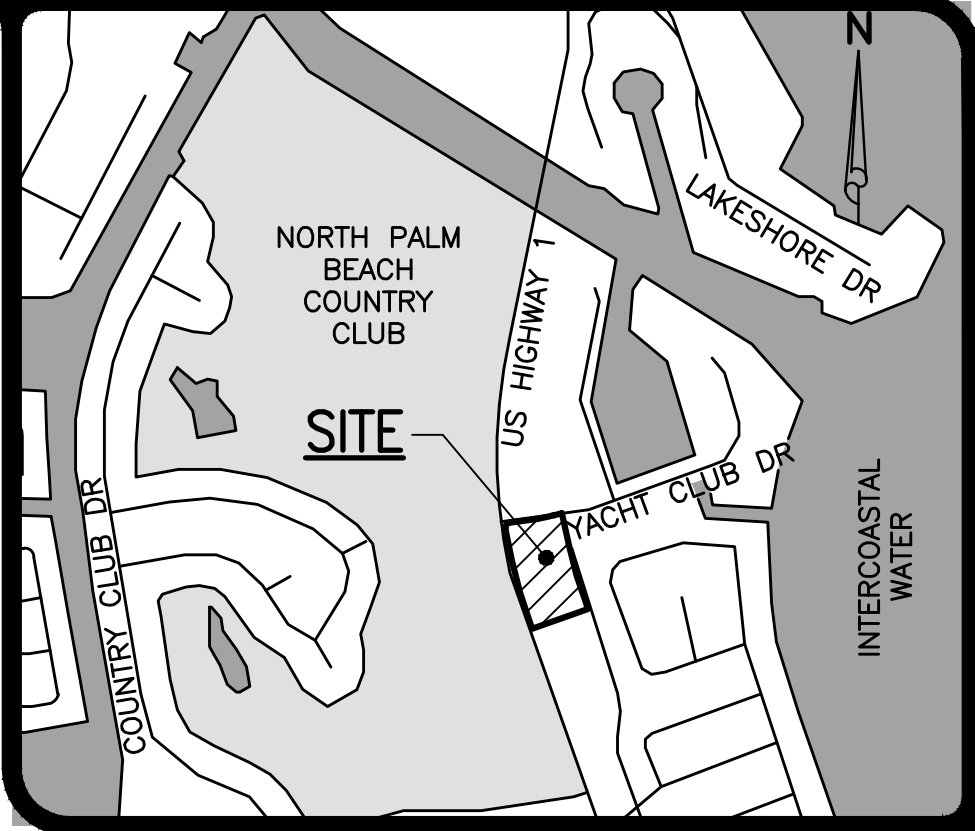 N
LAKESHORE DR
NORTH PALM
BEACH
COUNTRY
CLUB
US HIGHWAY 1
SITE
YACHT CLUB DR
COUNTRY CLUB DR
INTERCOASTAL
WATER